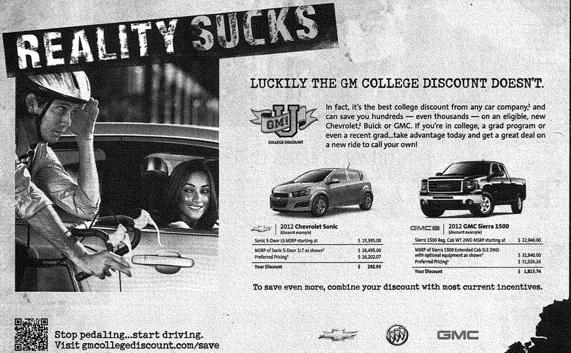 REALITY SUCKS
LUCKILY THE GM COLLEGE DISCOUNT DOESN'T.
In fact, it's the best college discount from any car company,¹ and
can save you hundreds — even thousands — on an eligible, new
Chevrolet,² Buick or GMC. If you're in college, a grad program or
even a recent grad...take advantage today and get a great deal on
a new ride to call your own!
GM U
COLLEGE DISCOUNT
2012 Chevrolet Sonic
(discount example)
Sonic 5-Door LS MSRP starting at $ 15,395.00
MSRP of Sonic 5-Door 1LT as shown³ $ 16,495.00
Preferred Pricing⁴ $ 16,202.07
Your Discount $ 292.93
GMC 2012 GMC Sierra 1500
(discount example)
Sierra 1500 Reg. Cab WT 2WD MSRP starting at $ 22,940.00
MSRP of Sierra 1500 Extended Cab SLE 2WD
with optional equipment as shown³ $ 32,940.00
Preferred Pricing⁴ $ 31,026.26
Your Discount $ 1,813.74
To save even more, combine your discount with most current incentives.
Stop pedaling...start driving.
Visit gmcollegediscount.com/save
GMC